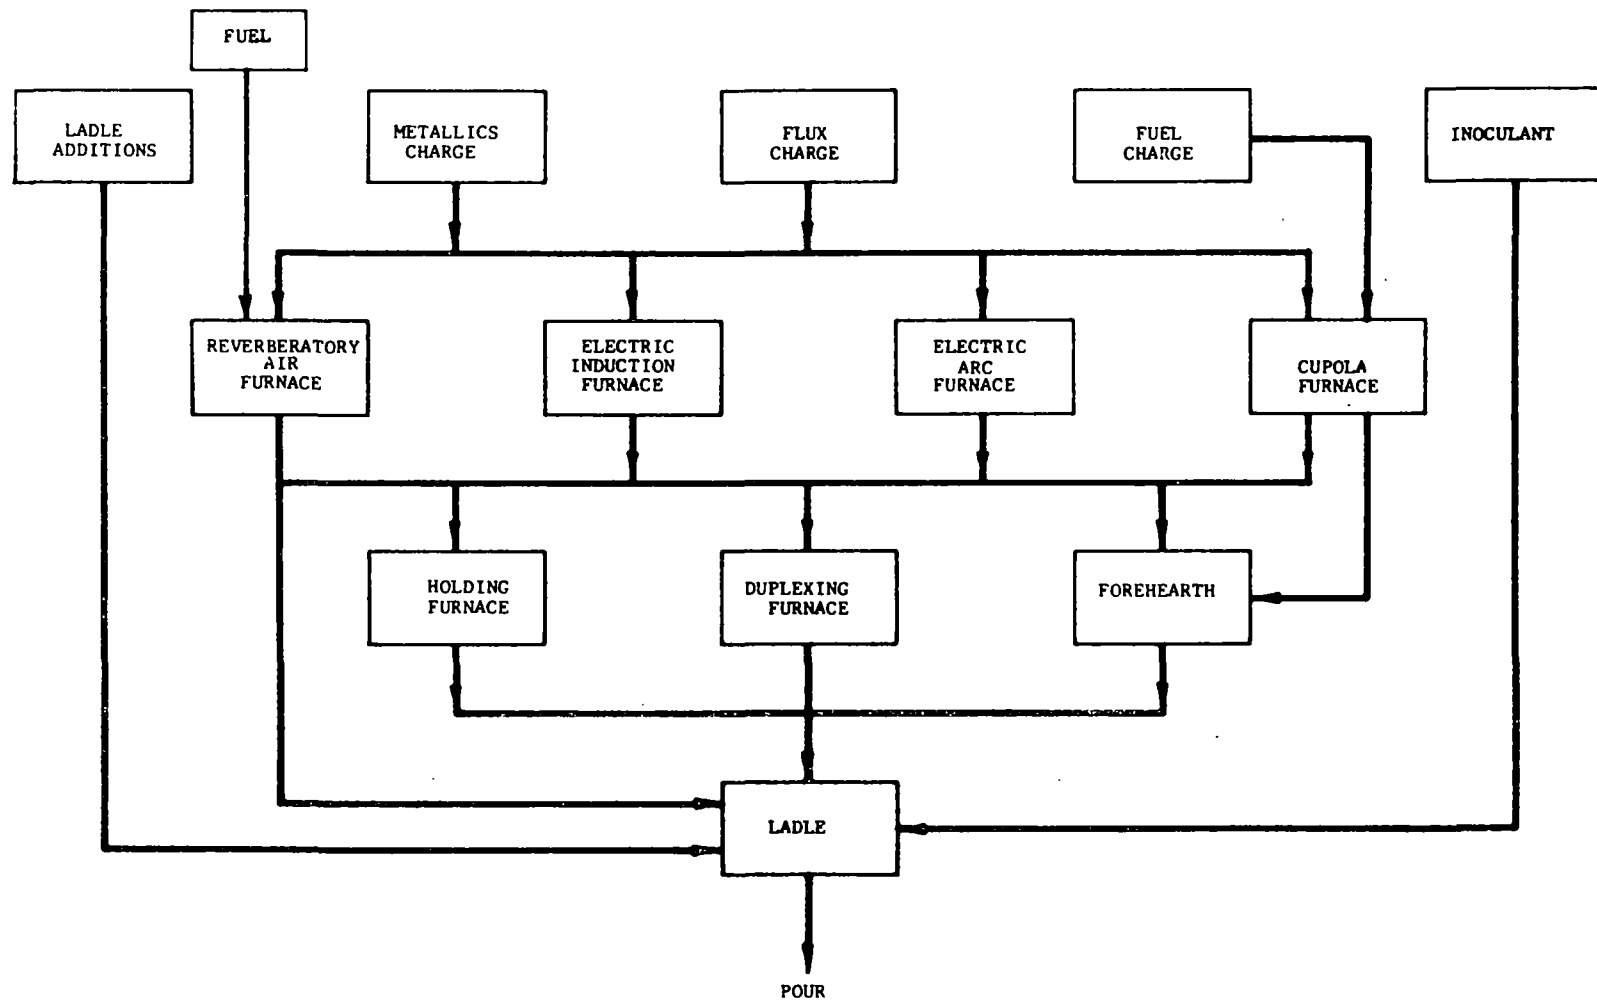 FUEL
LADLE
ADDITIONS
METALLICS
CHARGE
FLUX
CHARGE
FUEL
CHARGE
INOCULANT
REVERBERATORY
AIR
FURNACE
ELECTRIC
INDUCTION
FURNACE
ELECTRIC
ARC
FURNACE
CUPOLA
FURNACE
HOLDING
FURNACE
DUPLEXING
FURNACE
FOREHEARTH
LADLE
POUR